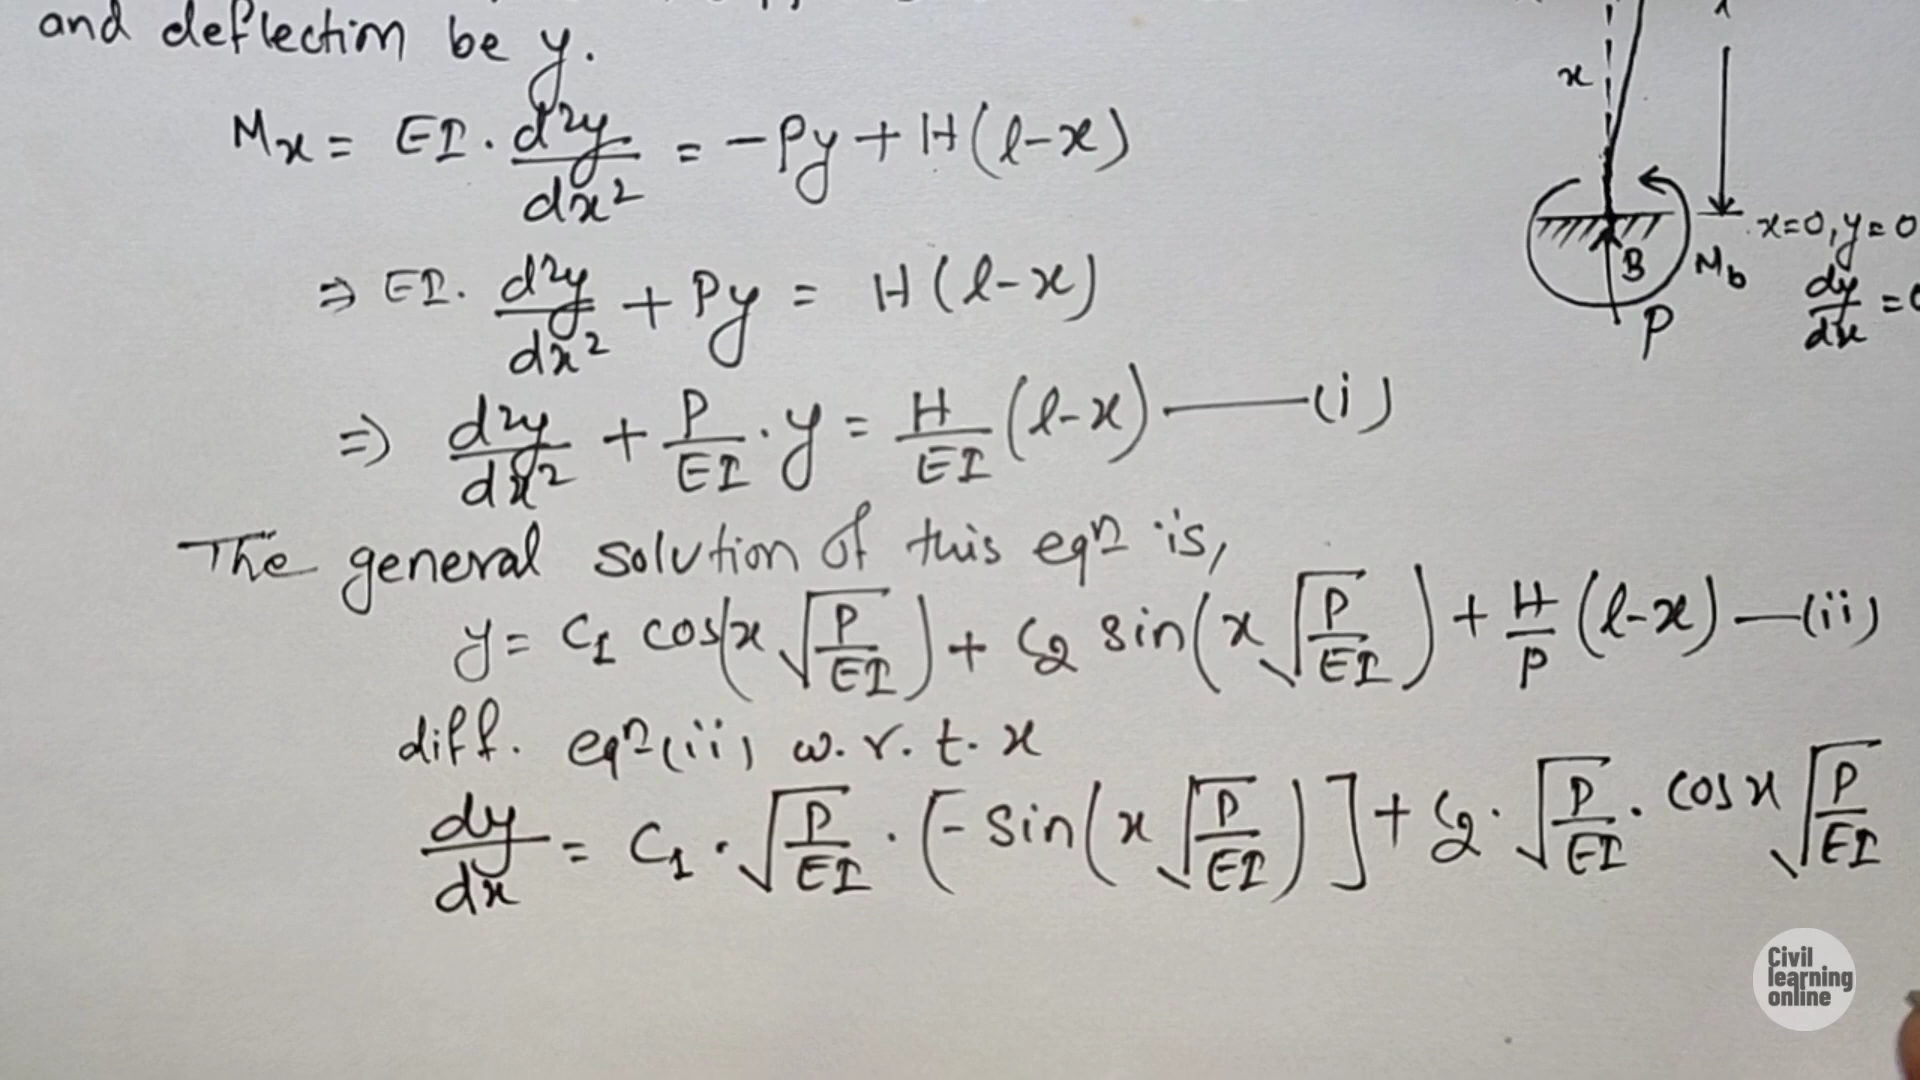 and deflection be y.
Mx = EI. d²y/dx² = -Py + H(l-x)
⇒ EI. d²y/dx² + Py = H(l-x)
⇒ d²y/dx² + P/EI . y = H/EI (l-x) ——(i)
The general solution of this eqn is,
y = C1 cos(x √(P/EI)) + C2 sin(x √(P/EI)) + H/P (l-x) —(ii)
diff. eqn(ii) w.r.t. x
dy/dx = C1 . √(P/EI) . [-sin(x √(P/EI))] + C2 . √(P/EI) . cos x √(P/EI)
x
B
Mb
P
x=0, y=0
dy/dx =
Civil
learning
online